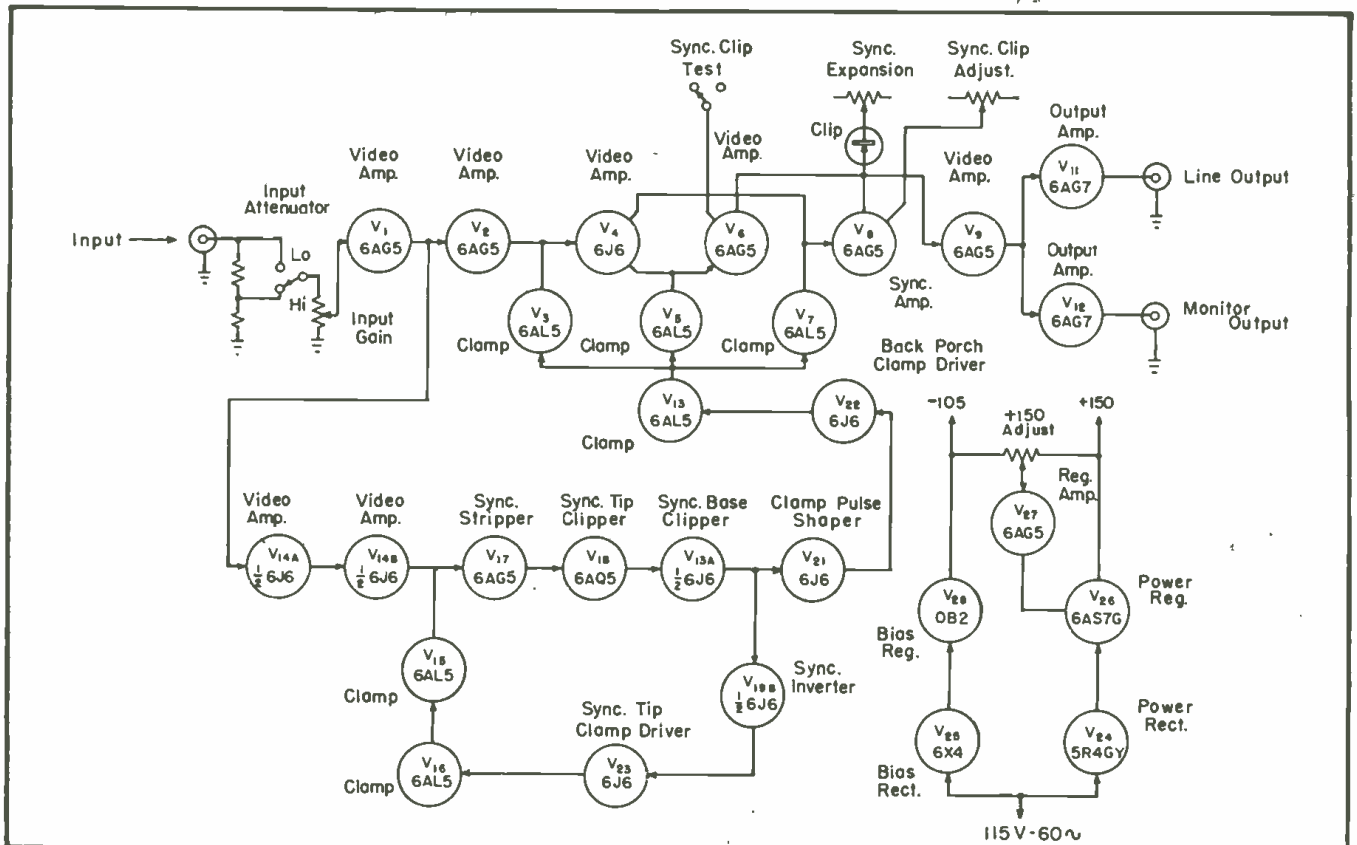 Sync. Clip
Test
Sync.
Expansion
Sync. Clip
Adjust.
Clip
Output
Amp.
V11
6AG7
Line Output
Video
Amp.
Video
Amp.
Video
Amp.
Video
Amp.
Video
Amp.
Input
Attenuator
Input
Lo
Hi
Input
Gain
V1
6AG5
V2
6AG5
V4
6J6
V6
6AG5
V8
6AG5
V9
6AG5
Sync.
Amp.
Output
Amp.
V12
6AG7
Monitor
Output
V3
6AL5
V5
6AL5
V7
6AL5
Clamp
Clamp
Clamp
Back Porch
Clamp Driver
V13
6AL5
Clamp
V22
6J6
-105
+150
Adjust
+150
Reg.
Amp.
V27
6AG5
Video
Amp.
Video
Amp.
Sync.
Stripper
Sync. Tip
Clipper
Sync. Base
Clipper
Clamp Pulse
Shaper
V14A
½ 6J6
V14B
½ 6J6
V17
6AG5
V18
6AQ5
V13A
½ 6J6
V21
6J6
V28
OB2
Bias
Reg.
V26
6AS7G
Power
Reg.
V15
6AL5
Clamp
V19B
½ 6J6
Sync.
Inverter
Sync. Tip
Clamp Driver
V16
6AL5
Clamp
V23
6J6
V25
6X4
Bias
Rect.
V24
5R4GY
Power
Rect.
115V-60~